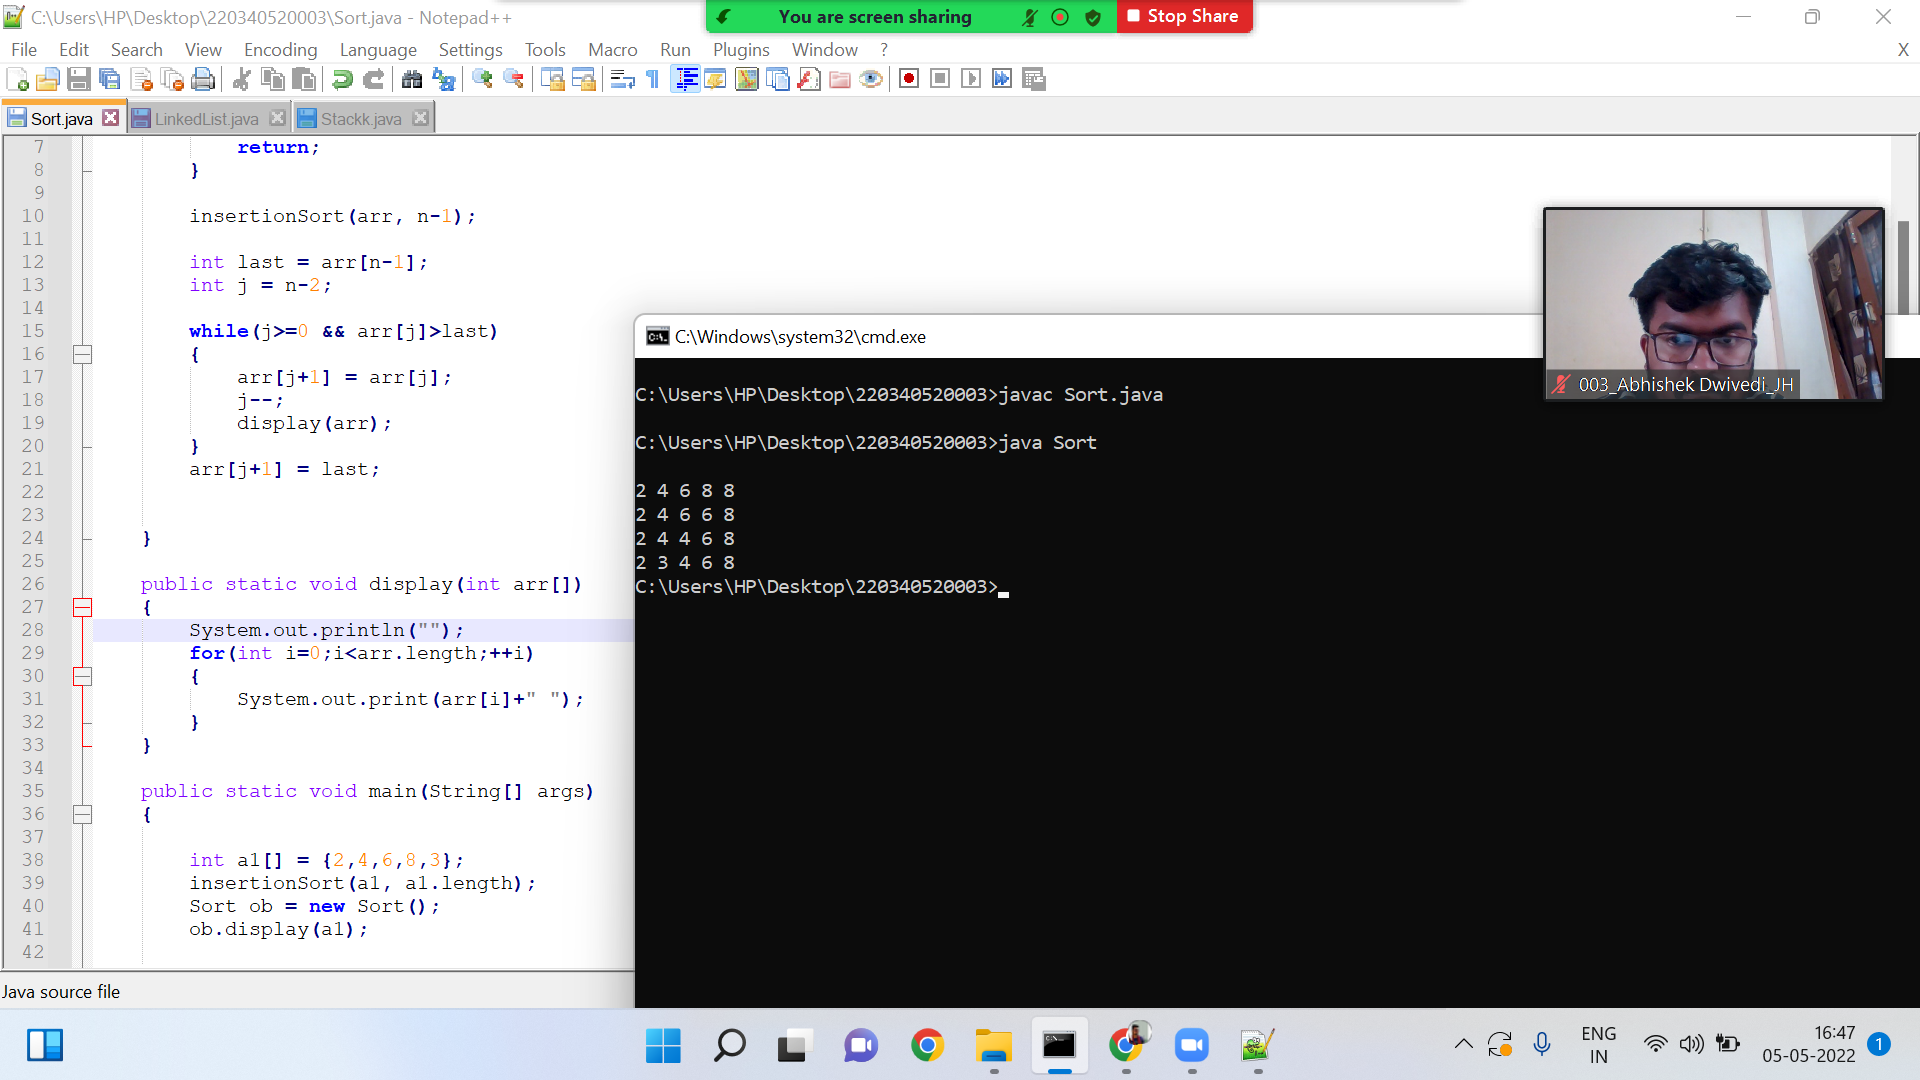 C:\Users\HP\Desktop\220340520003\Sort.java - Notepad++
You are screen sharing
Stop Share
File Edit Search View Encoding Language Settings Tools Macro Run Plugins Window ? X
Sort.java LinkedList.java Stackk.java
7 return;
8 }
9
10 insertionSort(arr, n-1);
11
12 int last = arr[n-1];
13 int j = n-2;
14
15 while(j>=0 && arr[j]>last)
16 {
17 arr[j+1] = arr[j];
18 j--;
19 display(arr);
20 }
21 arr[j+1] = last;
22
23
24 }
25
26 public static void display(int arr[])
27 {
28 System.out.println("");
29 for(int i=0;i<arr.length;++i)
30 {
31 System.out.print(arr[i]+" ");
32 }
33 }
34
35 public static void main(String[] args)
36 {
37
38 int a1[] = {2,4,6,8,3};
39 insertionSort(a1, a1.length);
40 Sort ob = new Sort();
41 ob.display(a1);
42
Java source file
C:\Windows\system32\cmd.exe
C:\Users\HP\Desktop\220340520003>javac Sort.java
C:\Users\HP\Desktop\220340520003>java Sort
2 4 6 8 8
2 4 6 6 8
2 4 4 6 8
2 3 4 6 8
C:\Users\HP\Desktop\220340520003>
003_Abhishek Dwivedi_JH
ENG
IN
16:47
05-05-2022
1